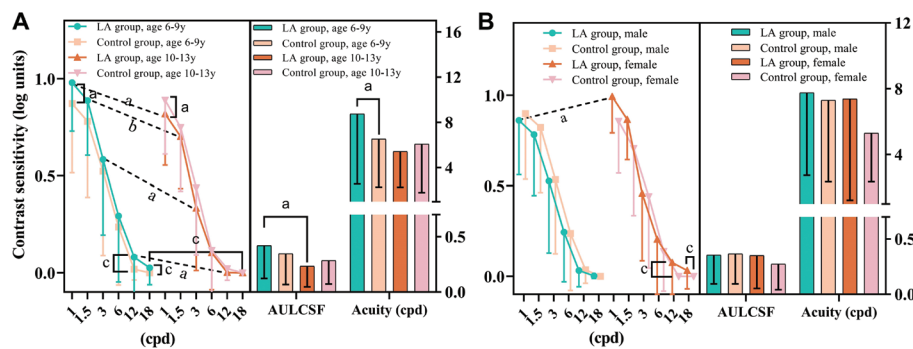 A
Contrast sensitivity (log units)
LA group, age 6-9y
Control group, age 6-9y
LA group, age 10-13y
Control group, age 10-13y
1.0
0.5
0.0
a
a
b
a
a
a
c
c
c
1
1.5
3
6
12
18
1
1.5
3
6
12
18
(cpd)
LA group, age 6-9y
Control group, age 6-9y
LA group, age 10-13y
Control group, age 10-13y
a
a
AULCSF
Acuity (cpd)
16
12
8
4
0.5
0.0
B
LA group, male
Control group, male
LA group, female
Control group, female
1.0
0.5
0.0
a
c
c
1
1.5
3
6
12
18
1
1.5
3
6
12
18
(cpd)
LA group, male
Control group, male
LA group, female
Control group, female
AULCSF
Acuity (cpd)
12
8
4
0.5
0.0